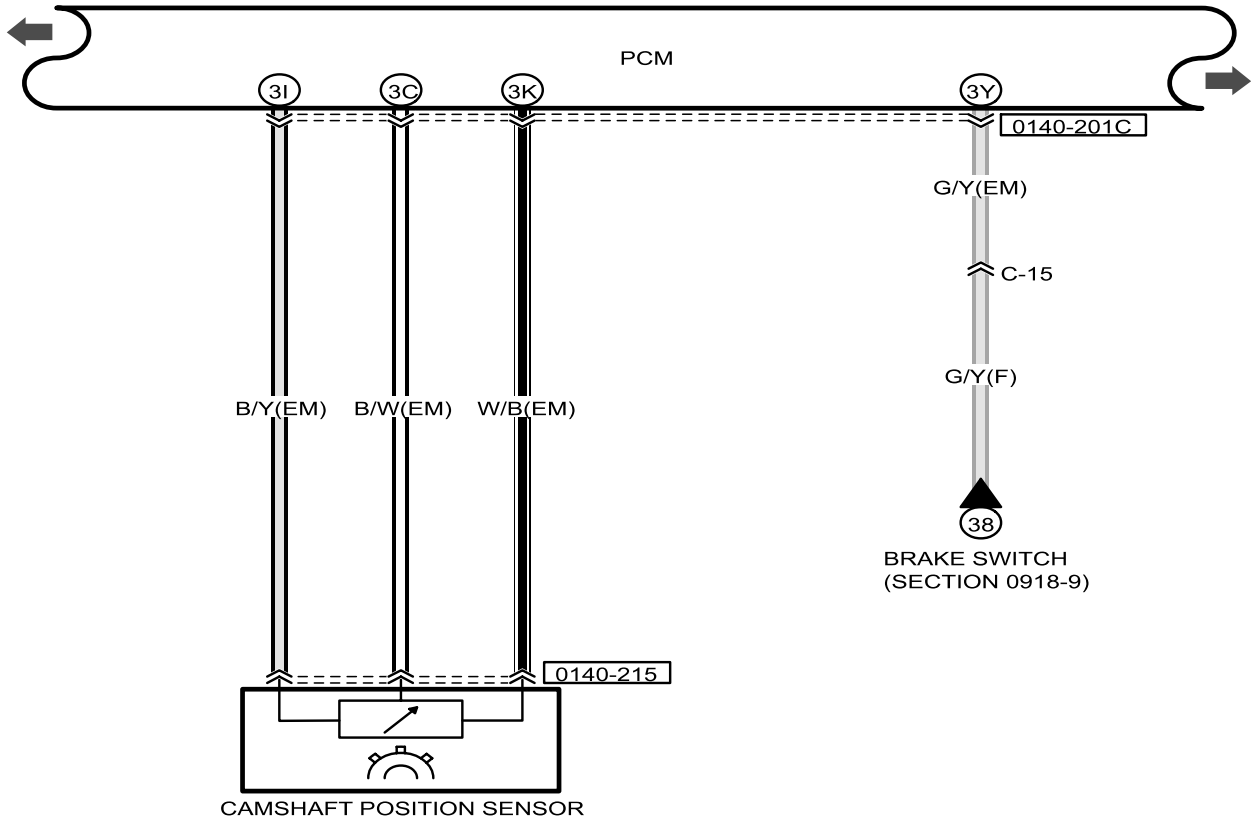 PCM
3I
3C
3K
3Y
0140-201C
G/Y(EM)
C-15
G/Y(F)
B/Y(EM)
B/W(EM)
W/B(EM)
38
BRAKE SWITCH
(SECTION 0918-9)
0140-215
CAMSHAFT POSITION SENSOR